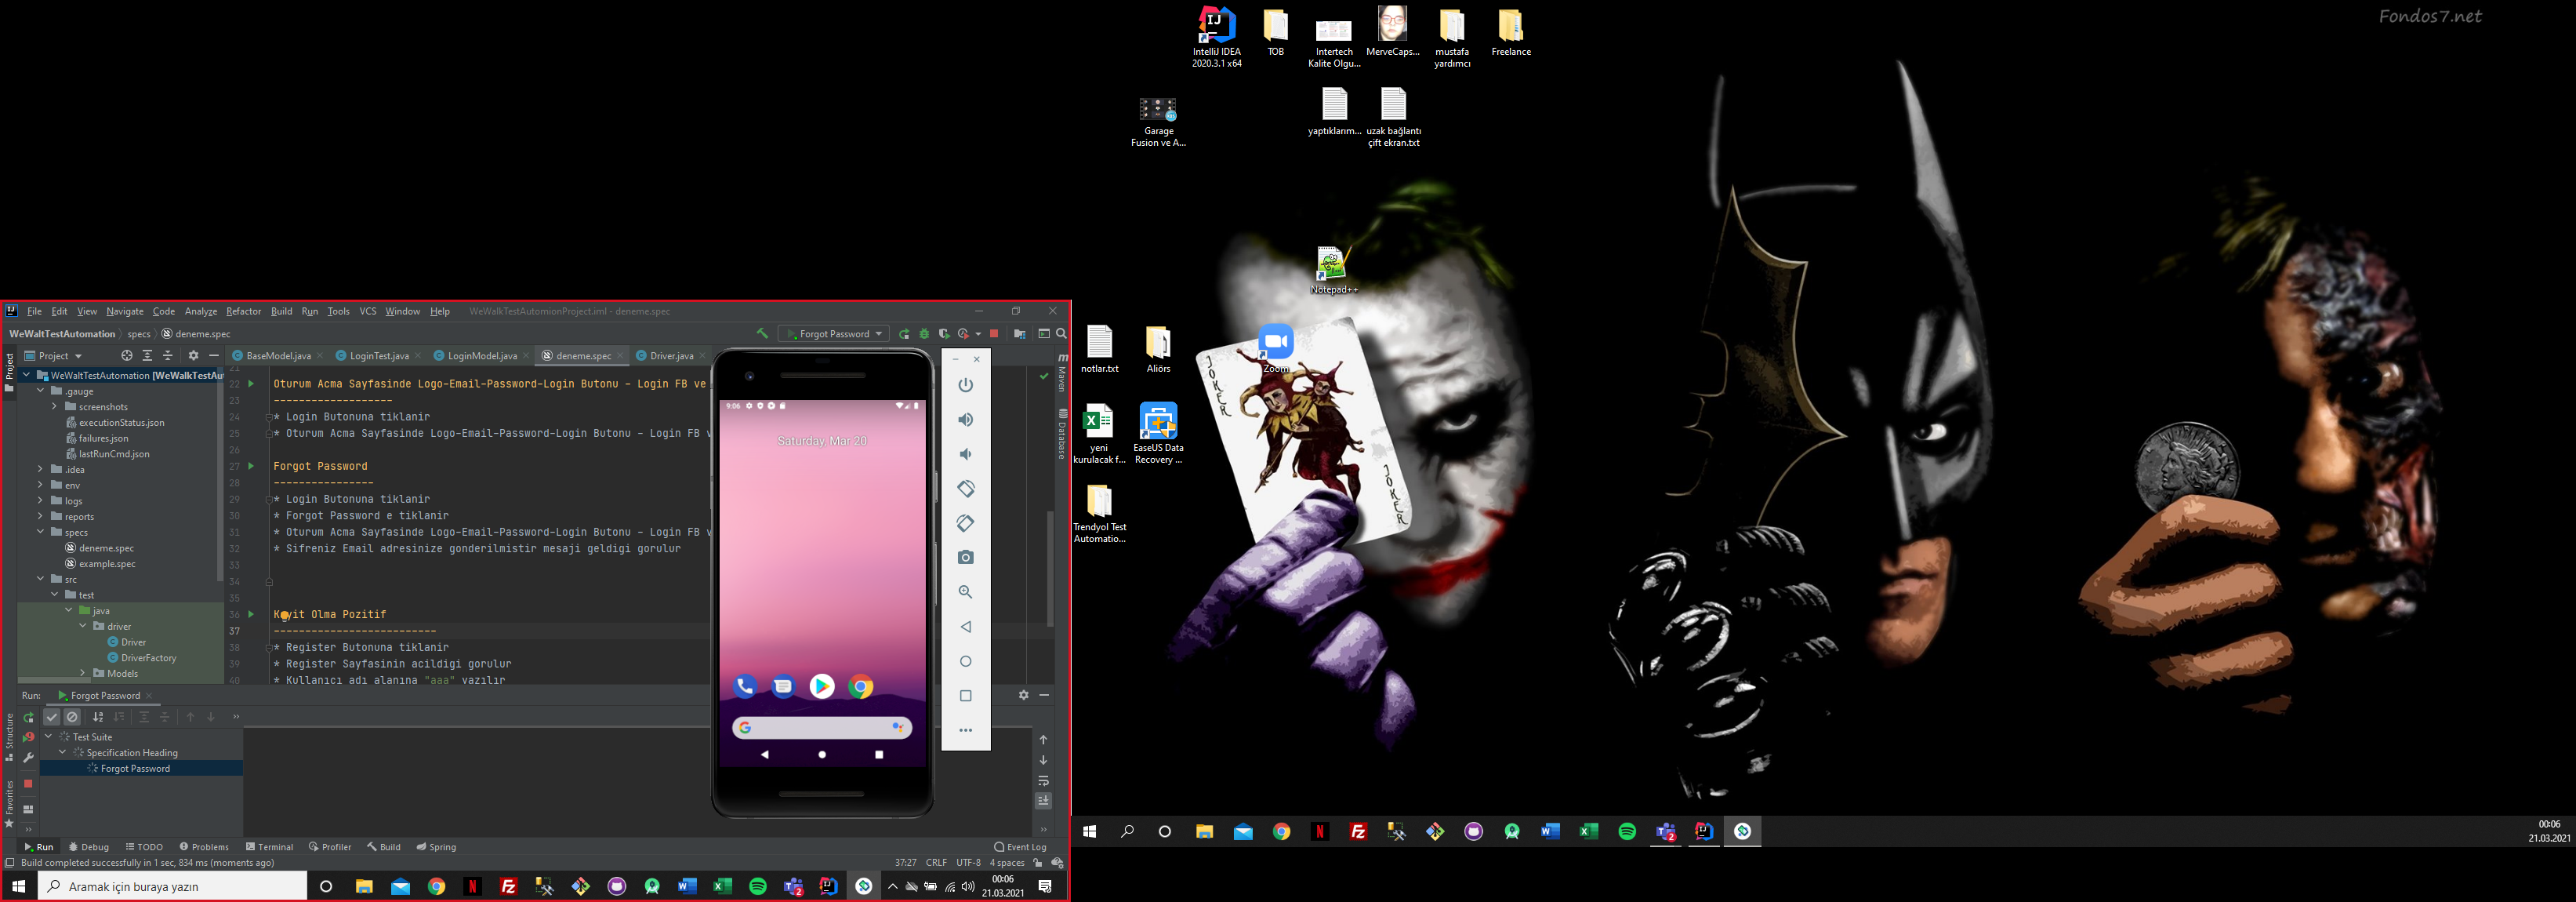 Fondos7.net
IntelliJ IDEA
2020.3.1 x64
TOB
Intertech
Kalite Olgu...
MerveCaps...
mustafa
yardımcı
Freelance
Garage
Fusion ve A...
yaptıklarım...
uzak bağlantı
çift ekran.txt
Notepad++
notlar.txt
Aliörs
Zoom
yeni
kurulacak f...
EaseUS Data
Recovery ...
Trendyol Test
Automatio...
JOKER
JOKER
File Edit View Navigate Code Analyze Refactor Build Run Tools VCS Window Help WeWalkTestAutomionProject.iml - deneme.spec
WeWaltTestAutomation specs deneme.spec
Forgot Password
Project
BaseModel.java LoginTest.java LoginModel.java deneme.spec Driver.java
WeWaltTestAutomation [WeWalkTestAu
.gauge
screenshots
executionStatus.json
failures.json
lastRunCmd.json
.idea
env
logs
reports
specs
deneme.spec
example.spec
src
test
java
driver
Driver
DriverFactory
Models
21
22 Oturum Acma Sayfasinde Logo-Email-Password-Login Butonu - Login FB ve
23 -------------------
24 * Login Butonuna tiklanir
25 * Oturum Acma Sayfasinde Logo-Email-Password-Login Butonu - Login FB v
26
27 Forgot Password
28 ----------------
29 * Login Butonuna tiklanir
30 * Forgot Password e tiklanir
31 * Oturum Acma Sayfasinde Logo-Email-Password-Login Butonu - Login FB v
32 * Sifreniz Email adresinize gonderilmistir mesaji geldigi gorulur
33
34
35
36 Kayit Olma Pozitif
37 --------------------------
38 * Register Butonuna tiklanir
39 * Register Sayfasinin acildigi gorulur
40 * Kullanıcı adı alanına "aaa" yazılır
Project
Structure
Favorites
Maven
Database
9:06
Saturday, Mar 20
Run: Forgot Password
Test Suite
Specification Heading
Forgot Password
Run Debug TODO Problems Terminal Profiler Build Spring Event Log
Build completed successfully in 1 sec, 834 ms (moments ago)
37:27 CRLF UTF-8 4 spaces
Aramak için buraya yazın
00:06
21.03.2021
00:06
21.03.2021